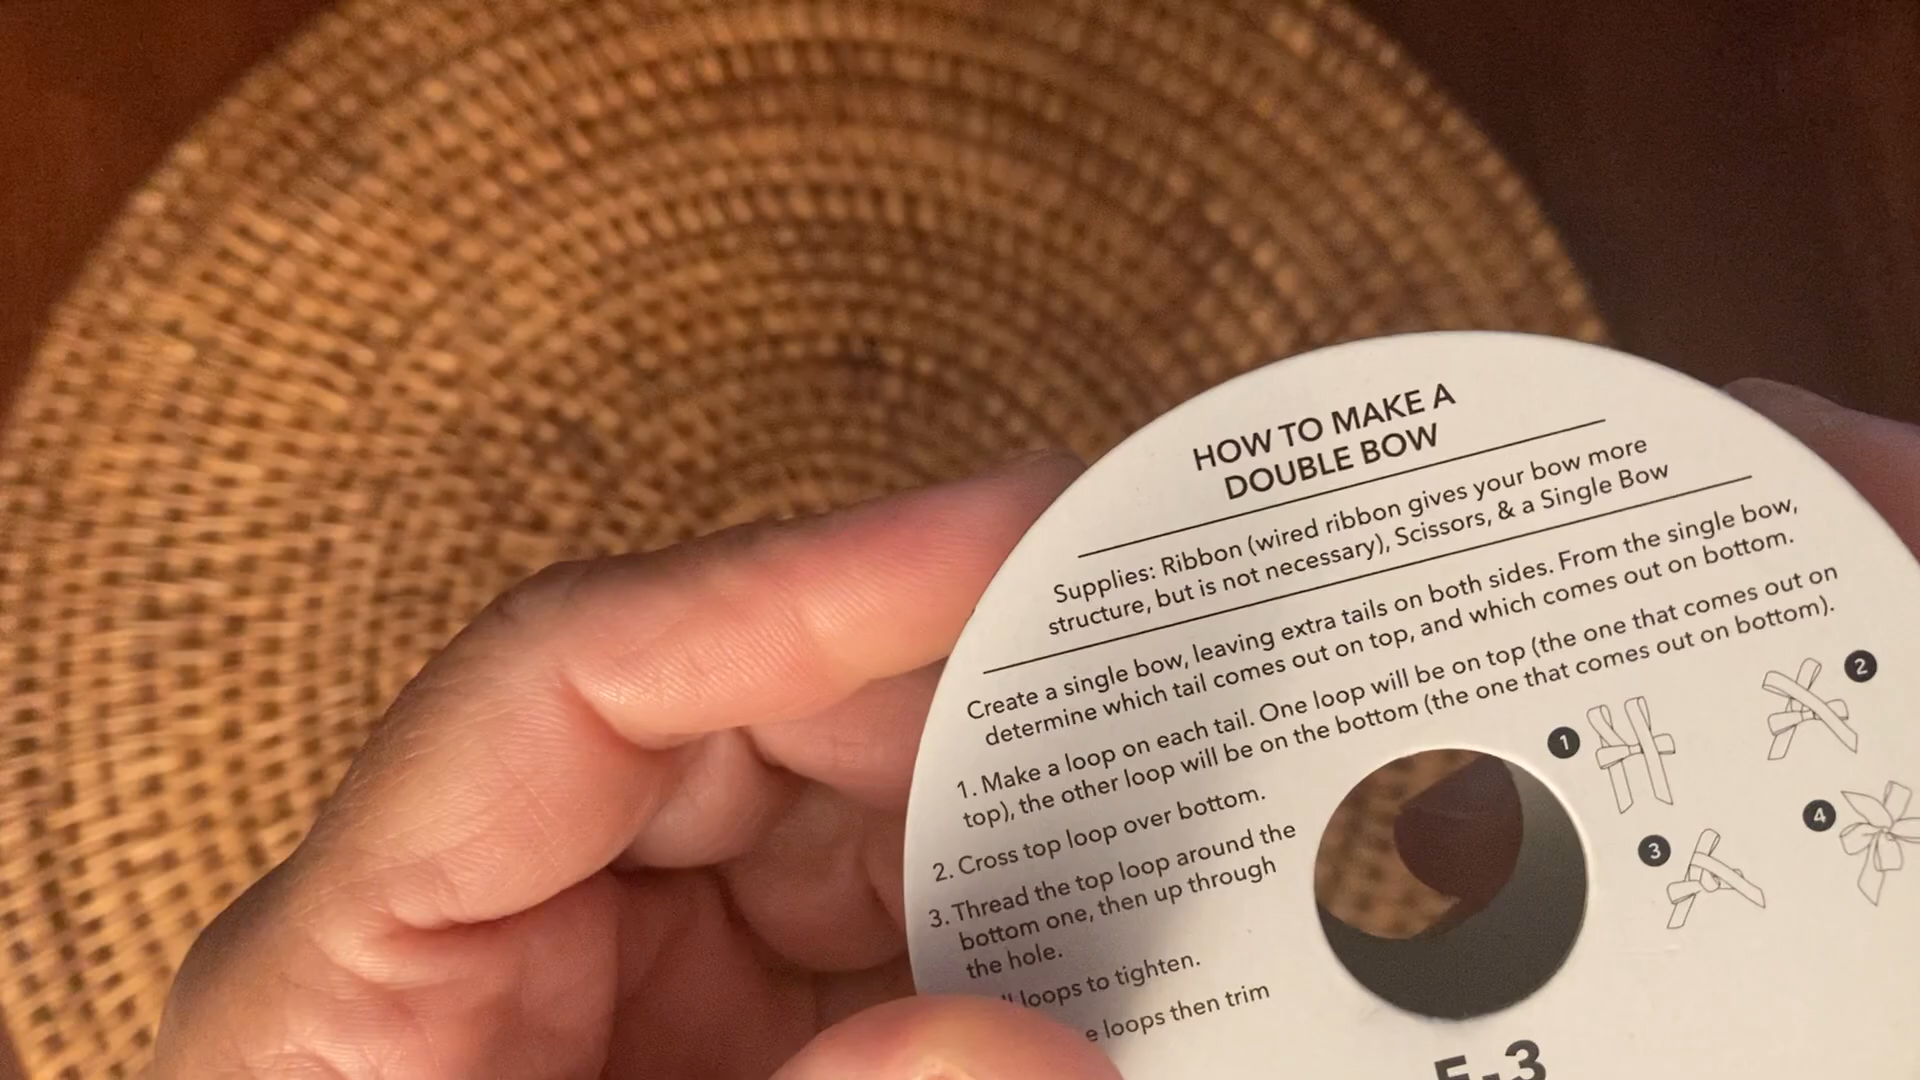 HOW TO MAKE A
DOUBLE BOW
Supplies: Ribbon (wired ribbon gives your bow more
structure, but is not necessary), Scissors, & a Single Bow
Create a single bow, leaving extra tails on both sides. From the single bow,
determine which tail comes out on top, and which comes out on bottom.
1. Make a loop on each tail. One loop will be on top (the one that comes out on
top), the other loop will be on the bottom (the one that comes out on bottom).
2. Cross top loop over bottom.
3. Thread the top loop around the
bottom one, then up through
the hole.
loops to tighten.
loops then trim
1
2
3
4